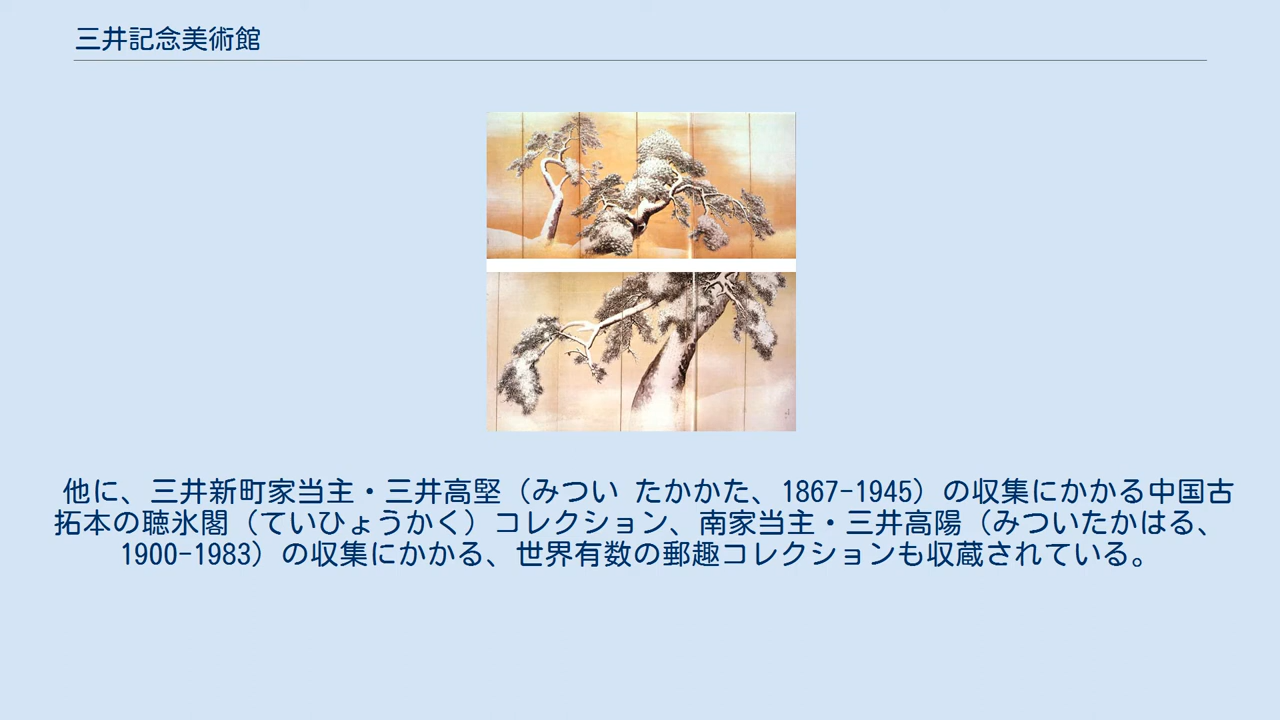 三井記念美術館
他に、三井新町家当主・三井高堅（みつい たかかた、1867-1945）の収集にかかる中国古
拓本の聴氷閣（ていひょうかく）コレクション、南家当主・三井高陽（みついたかはる、
1900-1983）の収集にかかる、世界有数の郵趣コレクションも収蔵されている。